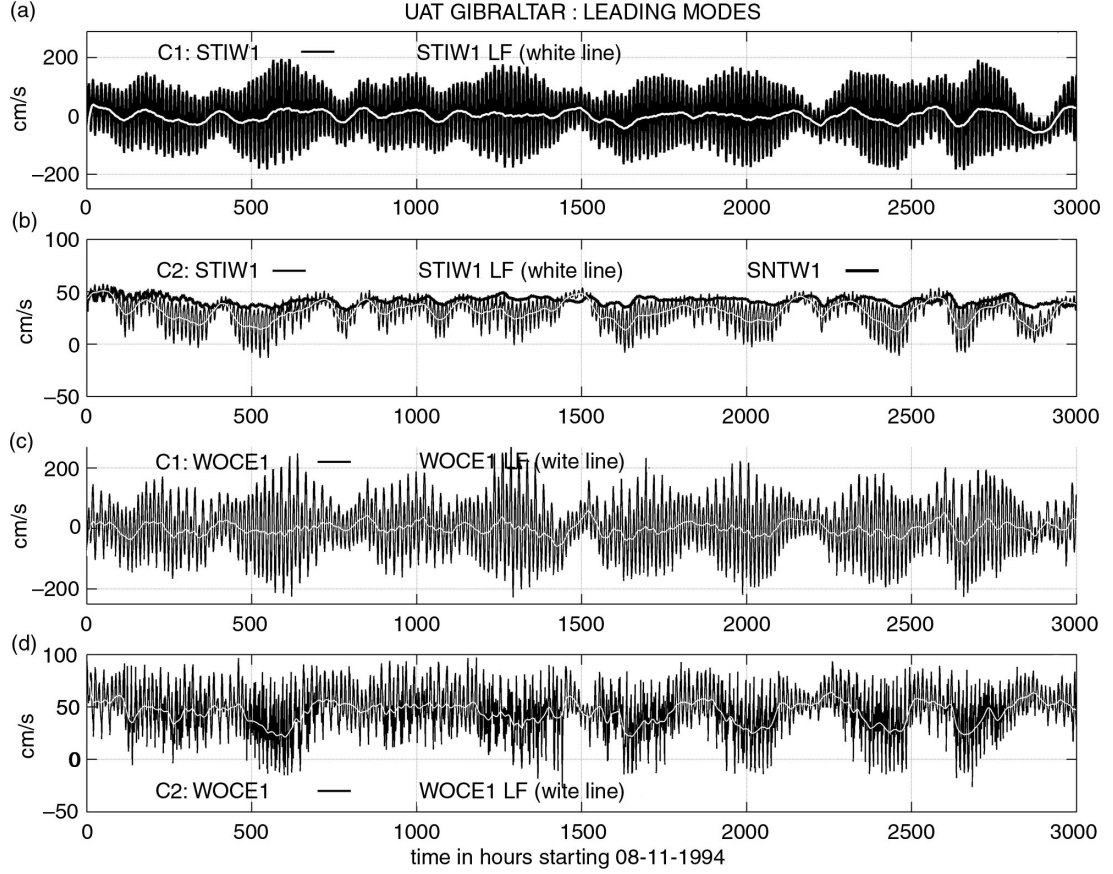 (a)
UAT GIBRALTAR : LEADING MODES
C1: STIW1 STIW1 LF (white line)
200
0
−200
cm/s
0 500 1000 1500 2000 2500 3000
(b)
100
C2: STIW1 STIW1 LF (white line) SNTW1
50
0
−50
cm/s
0 500 1000 1500 2000 2500 3000
(c)
C1: WOCE1 WOCE1 LF (wite line)
200
0
−200
cm/s
0 500 1000 1500 2000 2500 3000
(d)
100
50
0
−50
cm/s
C2: WOCE1 WOCE1 LF (wite line)
0 500 1000 1500 2000 2500 3000
time in hours starting 08-11-1994